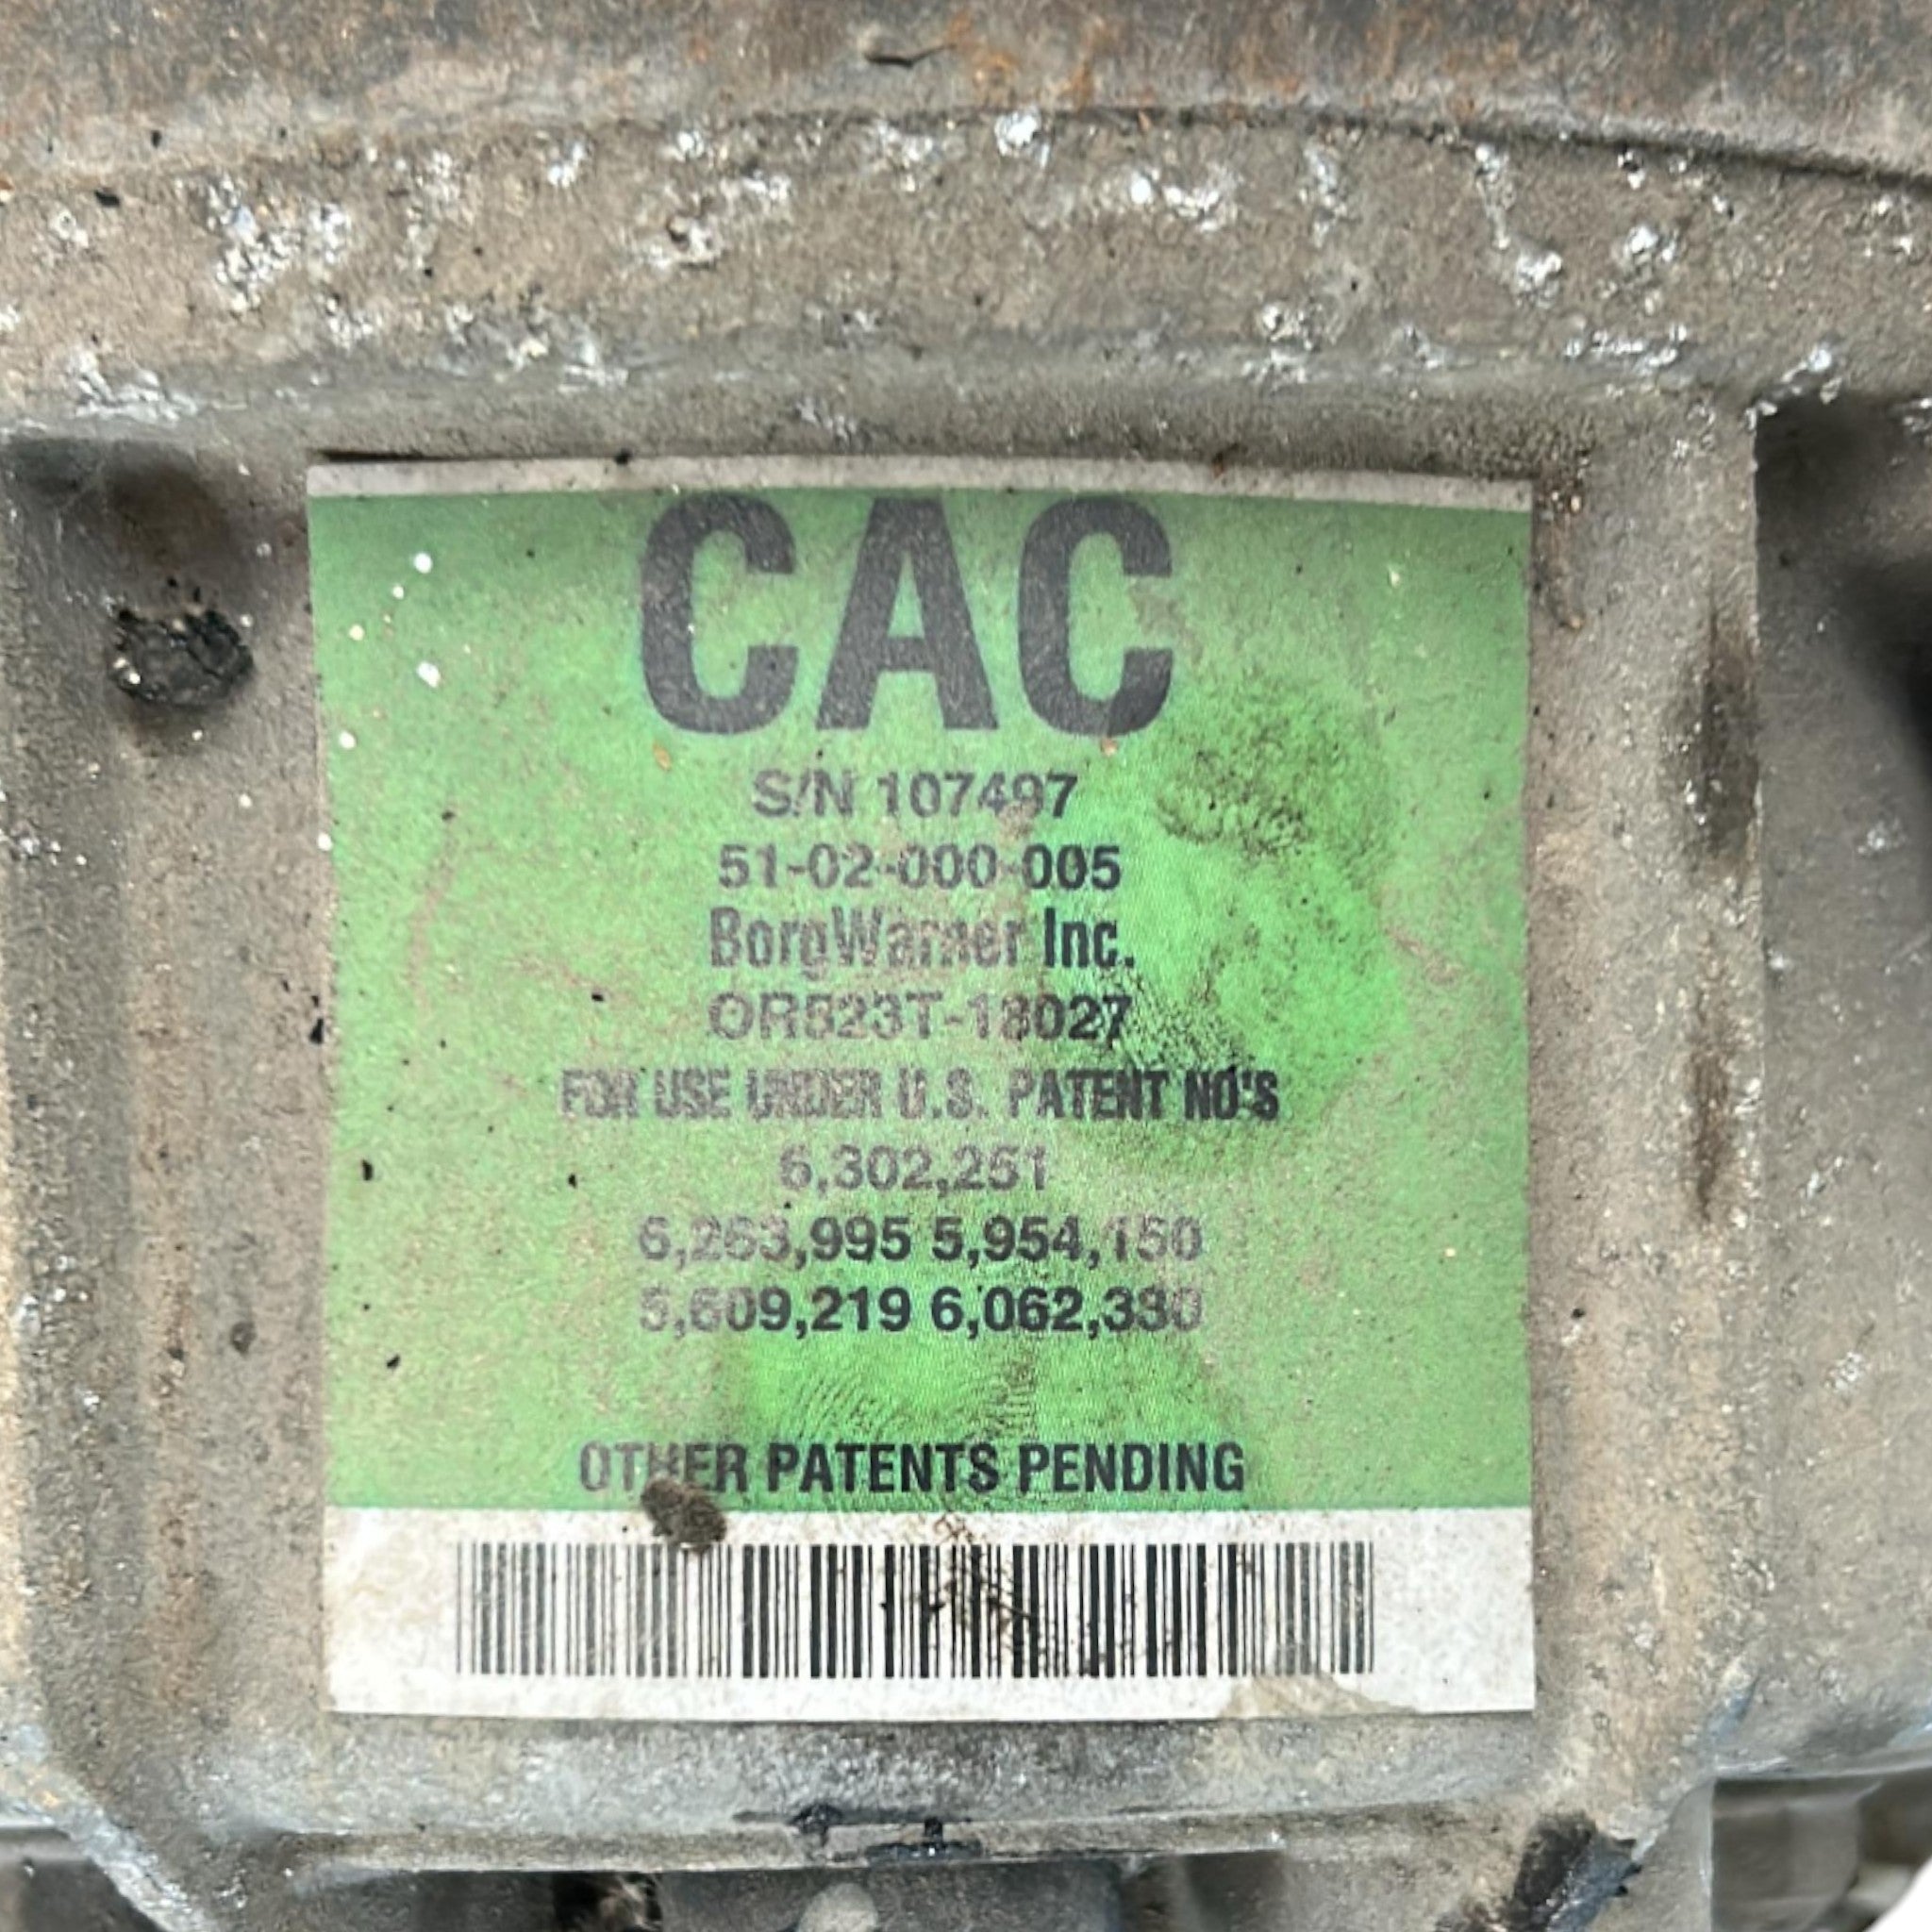 CAC
S/N 107497
51-02-000-005
BorgWarner Inc.
OR523T-18027
FOR USE UNDER U.S. PATENT NO'S
6,302,251
6,263,995 5,954,150
5,609,219 6,062,330
OTHER PATENTS PENDING